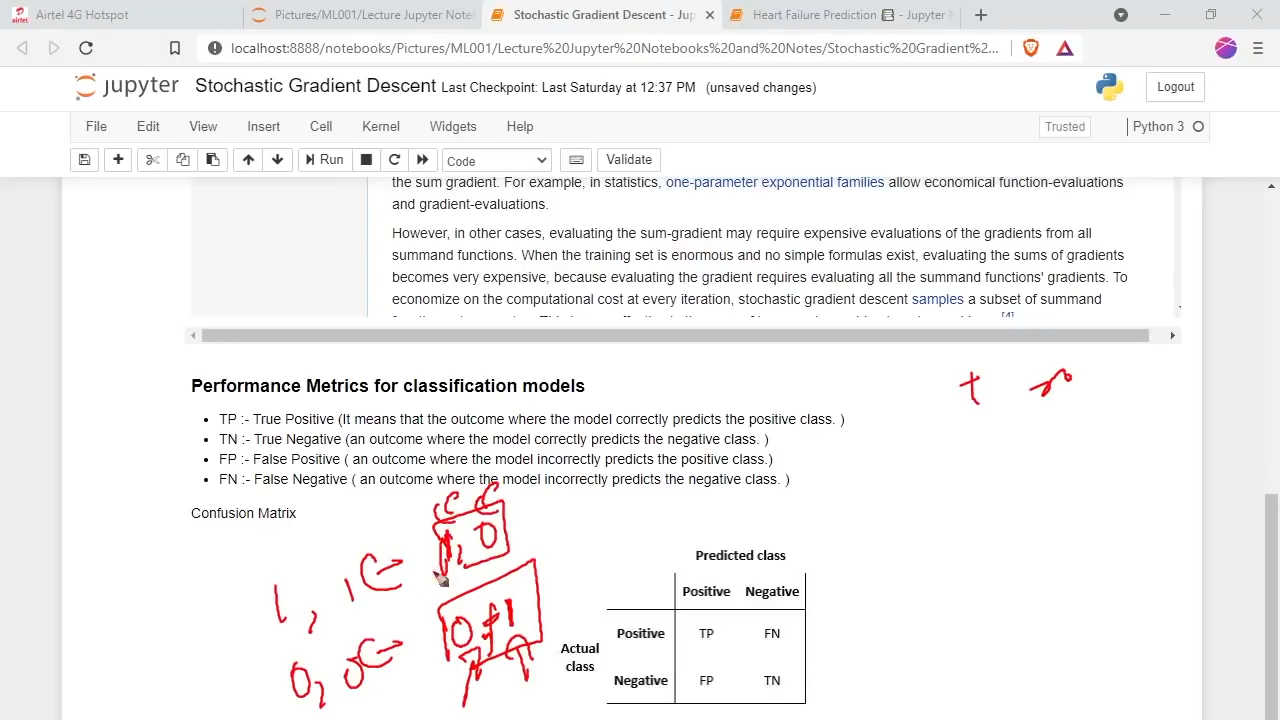 airtel Airtel 4G Hotspot
Pictures/ML001/Lecture Jupyter Note
Stochastic Gradient Descent - Jup
Heart Failure Prediction
- Jupyter
localhost:8888/notebooks/Pictures/ML001/Lecture%20Jupyter%20Notebooks%20and%20Notes/Stochastic%20Gradient%2...
jupyter Stochastic Gradient Descent Last Checkpoint: Last Saturday at 12:37 PM (unsaved changes)
Logout
File Edit View Insert Cell Kernel Widgets Help
Trusted
Python 3
Run
Code
Validate
the sum gradient. For example, in statistics, one-parameter exponential families allow economical function-evaluations
and gradient-evaluations.
However, in other cases, evaluating the sum-gradient may require expensive evaluations of the gradients from all
summand functions. When the training set is enormous and no simple formulas exist, evaluating the sums of gradients
becomes very expensive, because evaluating the gradient requires evaluating all the summand functions' gradients. To
economize on the computational cost at every iteration, stochastic gradient descent samples a subset of summand
[4]
Performance Metrics for classification models
TP :- True Positive (It means that the outcome where the model correctly predicts the positive class. )
TN :- True Negative (an outcome where the model correctly predicts the negative class. )
FP :- False Positive ( an outcome where the model incorrectly predicts the positive class.)
FN :- False Negative ( an outcome where the model incorrectly predicts the negative class. )
Confusion Matrix
1, 0
1, 1
0 f 1
0, 0
Predicted class
Positive Negative
Actual class
Positive TP FN
Negative FP TN